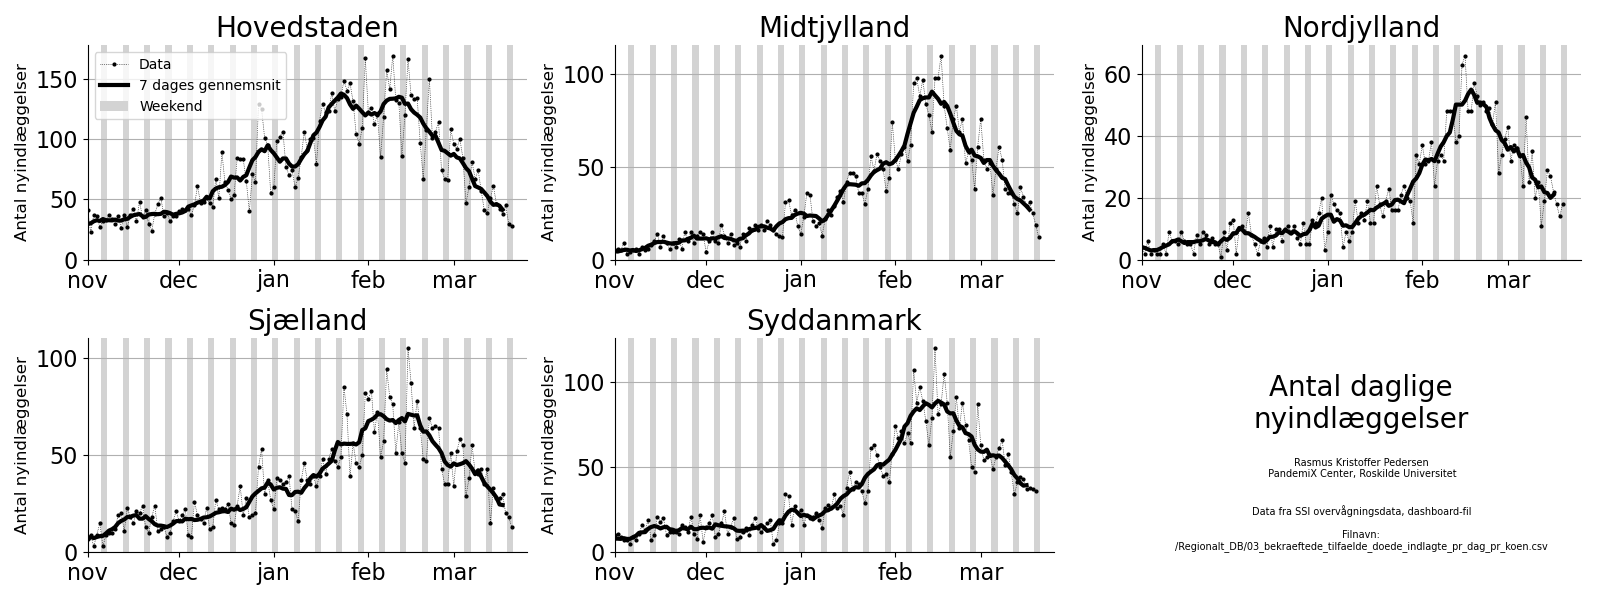 Hovedstaden
Antal nyindlæggelser
150
100
50
0
Data
7 dages gennemsnit
Weekend
nov dec jan feb mar
Midtjylland
Antal nyindlæggelser
100
50
0
nov dec jan feb mar
Nordjylland
Antal nyindlæggelser
60
40
20
0
nov dec jan feb mar
Sjælland
Antal nyindlæggelser
100
50
0
nov dec jan feb mar
Syddanmark
Antal nyindlæggelser
100
50
0
nov dec jan feb mar
Antal daglige
nyindlæggelser
Rasmus Kristoffer Pedersen
PandemiX Center, Roskilde Universitet
Data fra SSI overvågningsdata, dashboard-fil
Filnavn:
/Regionalt_DB/03_bekraeftede_tilfaelde_doede_indlagte_pr_dag_pr_koen.csv